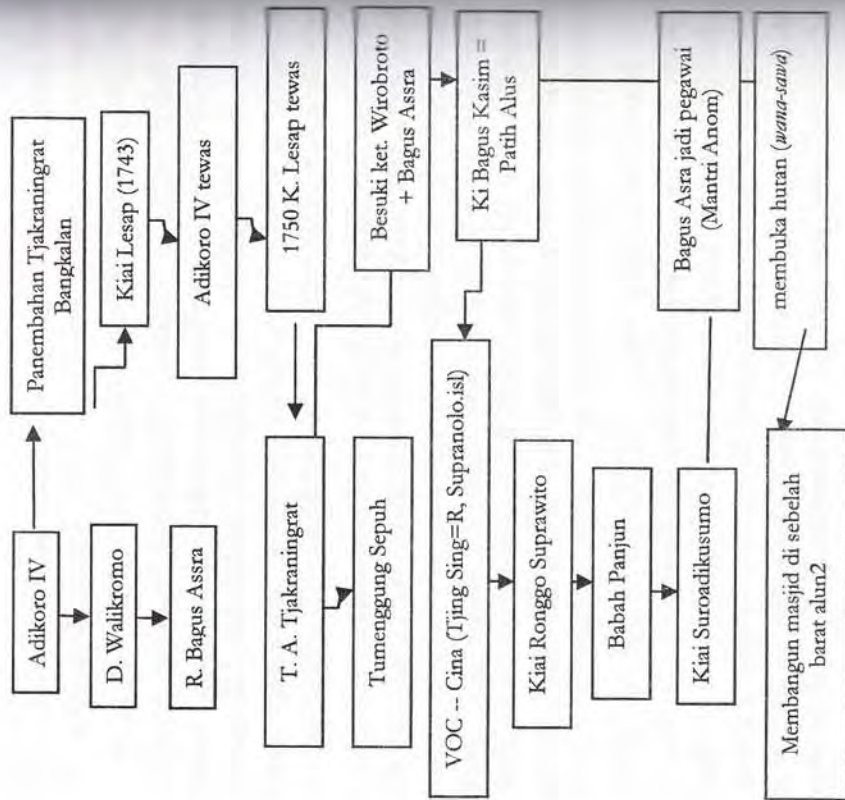 Adikoro IV
D. Walikromo
R. Bagus Assra
Panembahan Tjakraningrat
Bangkalan
Kiai Lesap (1743)
Adikoro IV tewas
1750 K. Lesap tewas
T. A. Tjakraningrat
Tumenggung Sepuh
Besuki ket. Wirobroto
+ Bagus Assra
Ki Bagus Kasim =
Patih Alus
VOC -- Cina (Tjing Sing=R, Supranolo.isl)
Kiai Ronggo Suprawito
Babah Panjun
Kiai Suroadikusumo
Bagus Asra jadi pegawai
(Mantri Anom)
membuka hutan (wana-sawa)
Membangun masjid di sebelah
barat alun2